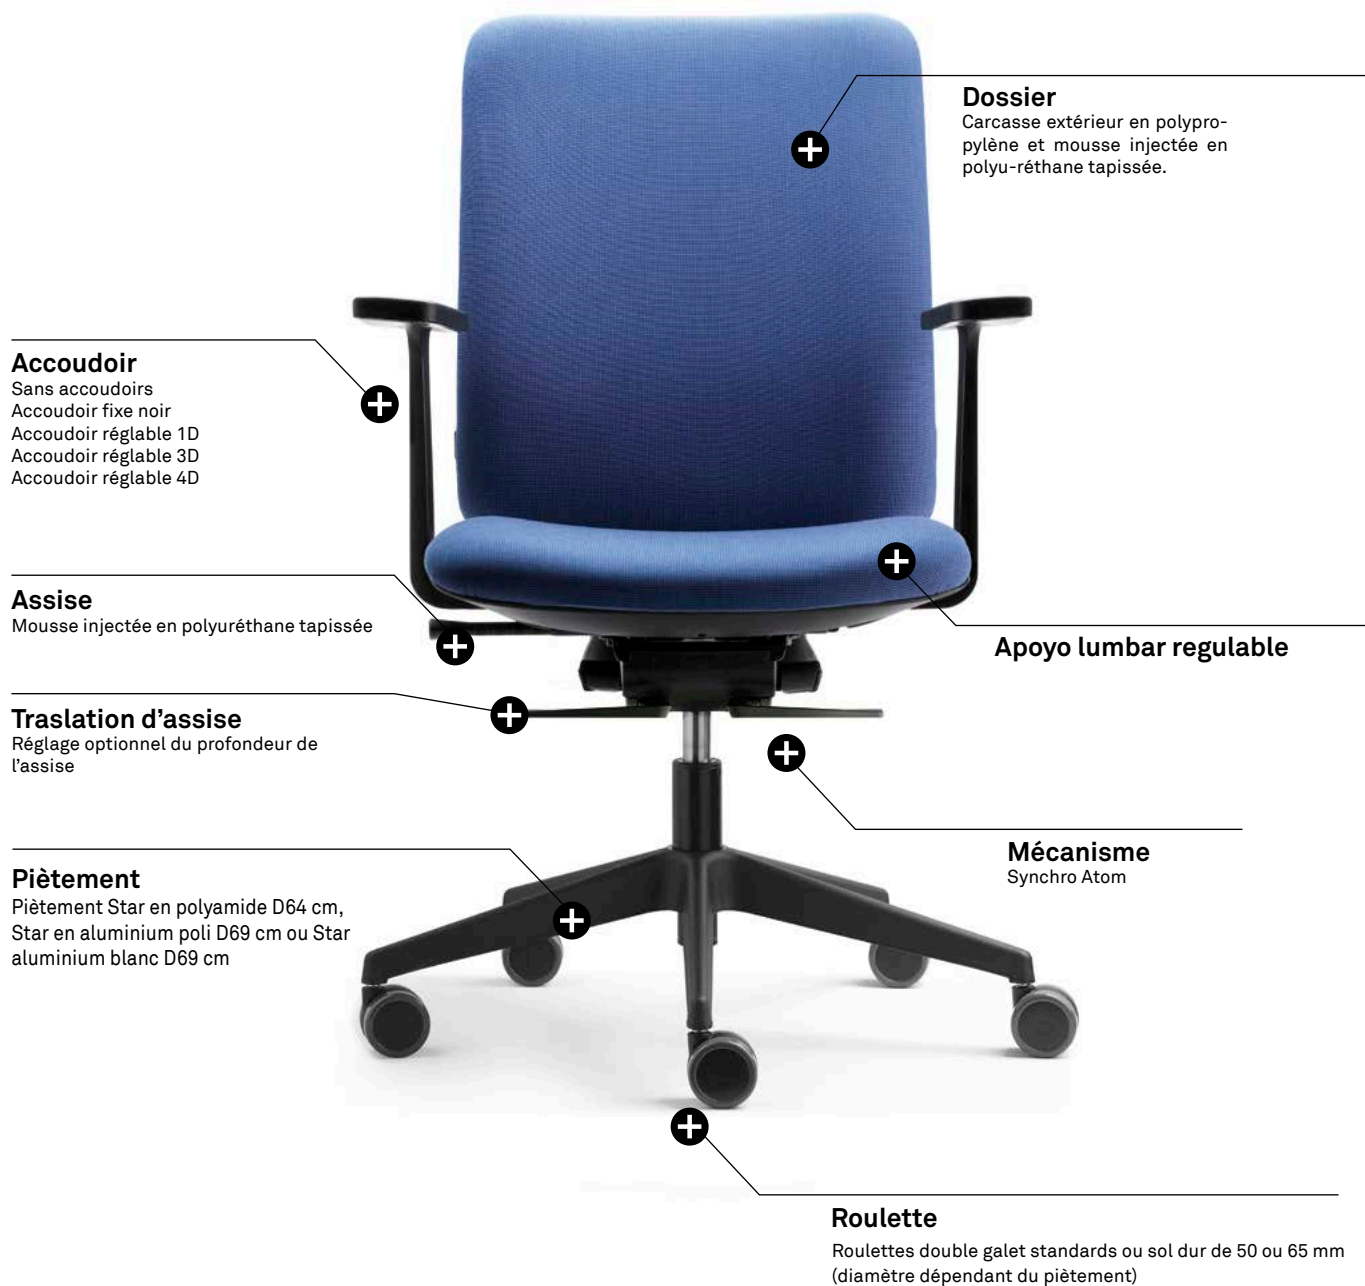 Dossier
Carcasse extérieur en polypro-
pylène et mousse injectée en
polyu-réthane tapissée.
Accoudoir
Sans accoudoirs
Accoudoir fixe noir
Accoudoir réglable 1D
Accoudoir réglable 3D
Accoudoir réglable 4D
Assise
Mousse injectée en polyuréthane tapissée
Apoyo lumbar regulable
Traslation d’assise
Réglage optionnel du profondeur de
l’assise
Mécanisme
Synchro Atom
Piètement
Piètement Star en polyamide D64 cm,
Star en aluminium poli D69 cm ou Star
aluminium blanc D69 cm
Roulette
Roulettes double galet standards ou sol dur de 50 ou 65 mm
(diamètre dépendant du piètement)